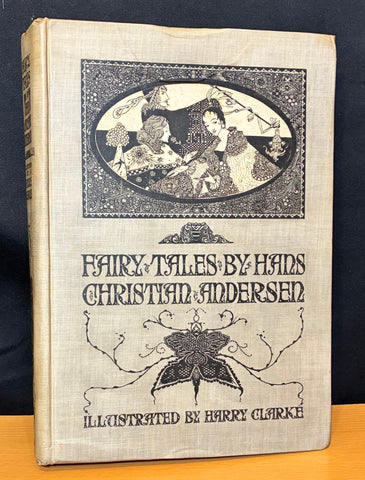 FAIRY TALES BY HANS
CHRISTIAN ANDERSEN
ILLUSTRATED BY HARRY CLARKE